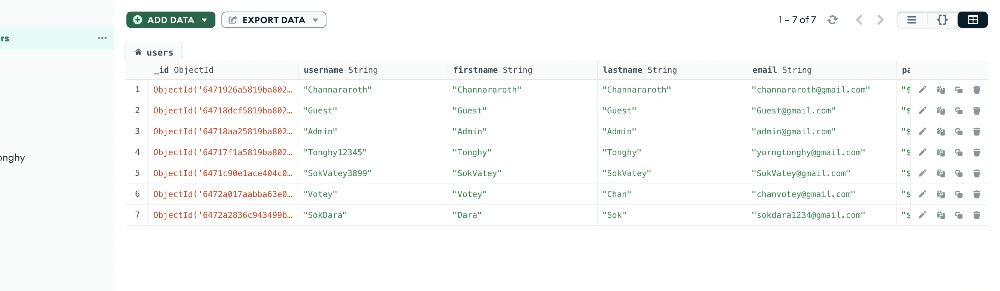 ADD DATA EXPORT DATA 1 – 7 of 7 {}
rs
users
_id ObjectId username String firstname String lastname String email String pa
1 ObjectId('6471926a5819ba802… "Channararoth" "Channararoth" "Channararoth" "channararoth@gmail.com" "$
2 ObjectId('64718dcf5819ba802… "Guest" "Guest" "Guest" "Guest@gmail.com" "$
3 ObjectId('64718aa25819ba802… "Admin" "Admin" "Admin" "admin@gmail.com" "$
4 ObjectId('64717f1a5819ba802… "Tonghy12345" "Tonghy" "Tonghy" "yorngtonghy@gmail.com" "$
onghy
5 ObjectId('6471c90e1ace404c0… "SokVatey3899" "SokVatey" "SokVatey" "SokVatey@gmail.com" "$
6 ObjectId('6472a017aabba63e0… "Votey" "Votey" "Chan" "chanvotey@gmail.com" "$
7 ObjectId('6472a2836c943499b… "SokDara" "Dara" "Sok" "sokdara1234@gmail.com" "$